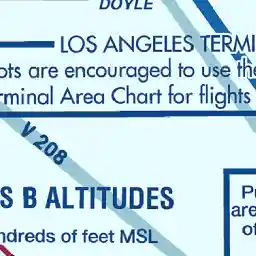 DOYLE
LOS ANGELES TERMI
ots are encouraged to use the
rminal Area Chart for flights
V 208
S B ALTITUDES
ndreds of feet MSL
Pu
are
of